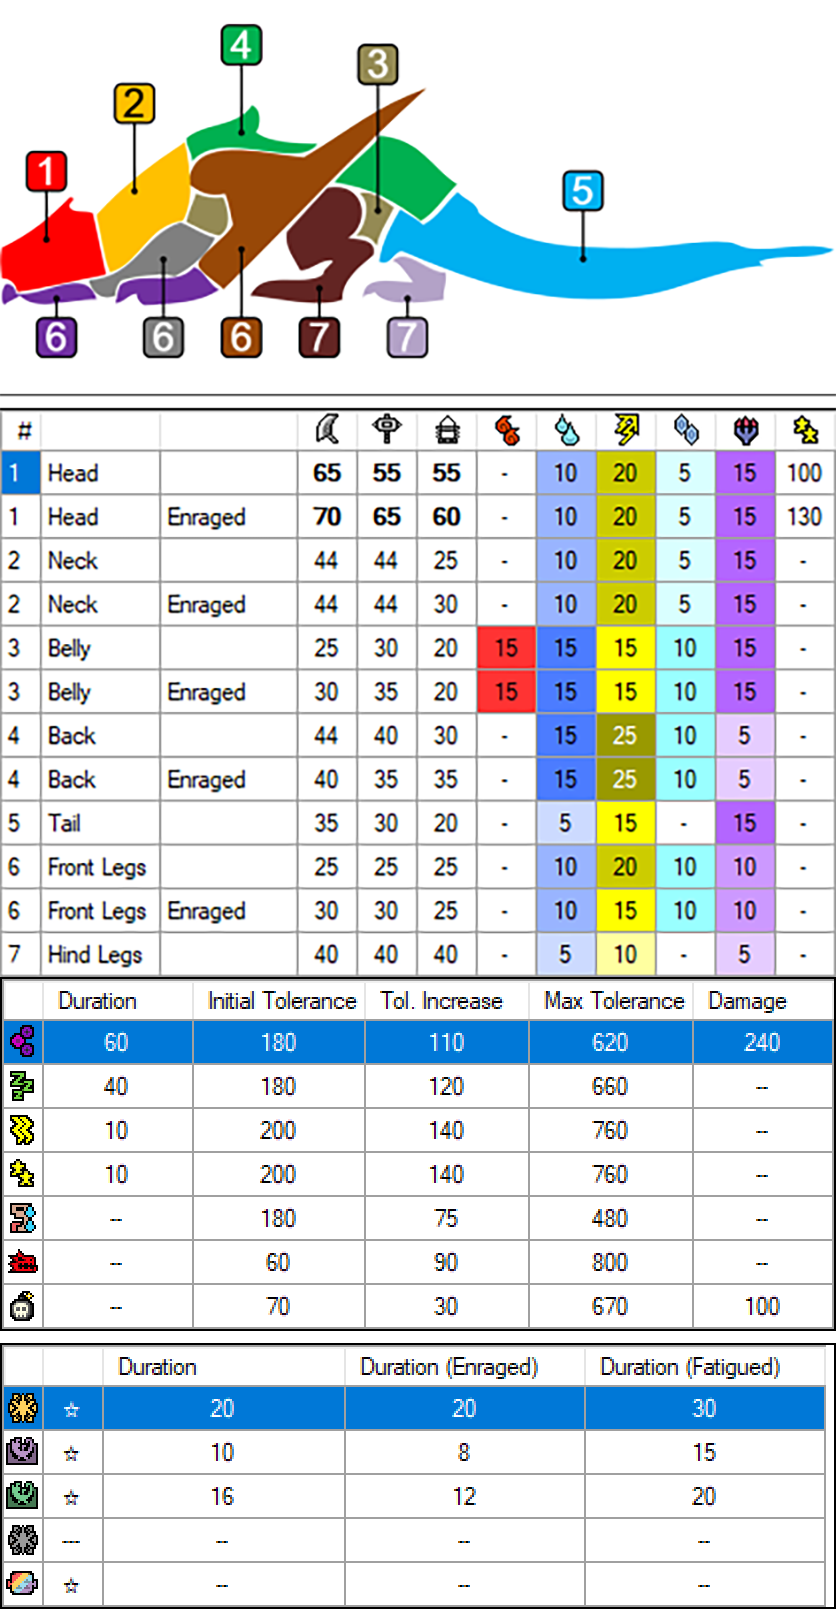 4
3
2
1
5
6 6 6 7 7
#
1 Head 65 55 55 - 10 20 5 15 100
1 Head Enraged 70 65 60 - 10 20 5 15 130
2 Neck 44 44 25 - 10 20 5 15 -
2 Neck Enraged 44 44 30 - 10 20 5 15 -
3 Belly 25 30 20 15 15 15 10 15 -
3 Belly Enraged 30 35 20 15 15 15 10 15 -
4 Back 44 40 30 - 15 25 10 5 -
4 Back Enraged 40 35 35 - 15 25 10 5 -
5 Tail 35 30 20 - 5 15 - 15 -
6 Front Legs 25 25 25 - 10 20 10 10 -
6 Front Legs Enraged 30 30 25 - 10 15 10 10 -
7 Hind Legs 40 40 40 - 5 10 - 5 -
Duration Initial Tolerance Tol. Increase Max Tolerance Damage
60 180 110 620 240
40 180 120 660 --
10 200 140 760 --
10 200 140 760 --
-- 180 75 480 --
-- 60 90 800 --
-- 70 30 670 100
Duration Duration (Enraged) Duration (Fatigued)
☆ 20 20 30
☆ 10 8 15
☆ 16 12 20
--- -- -- --
☆ -- -- --